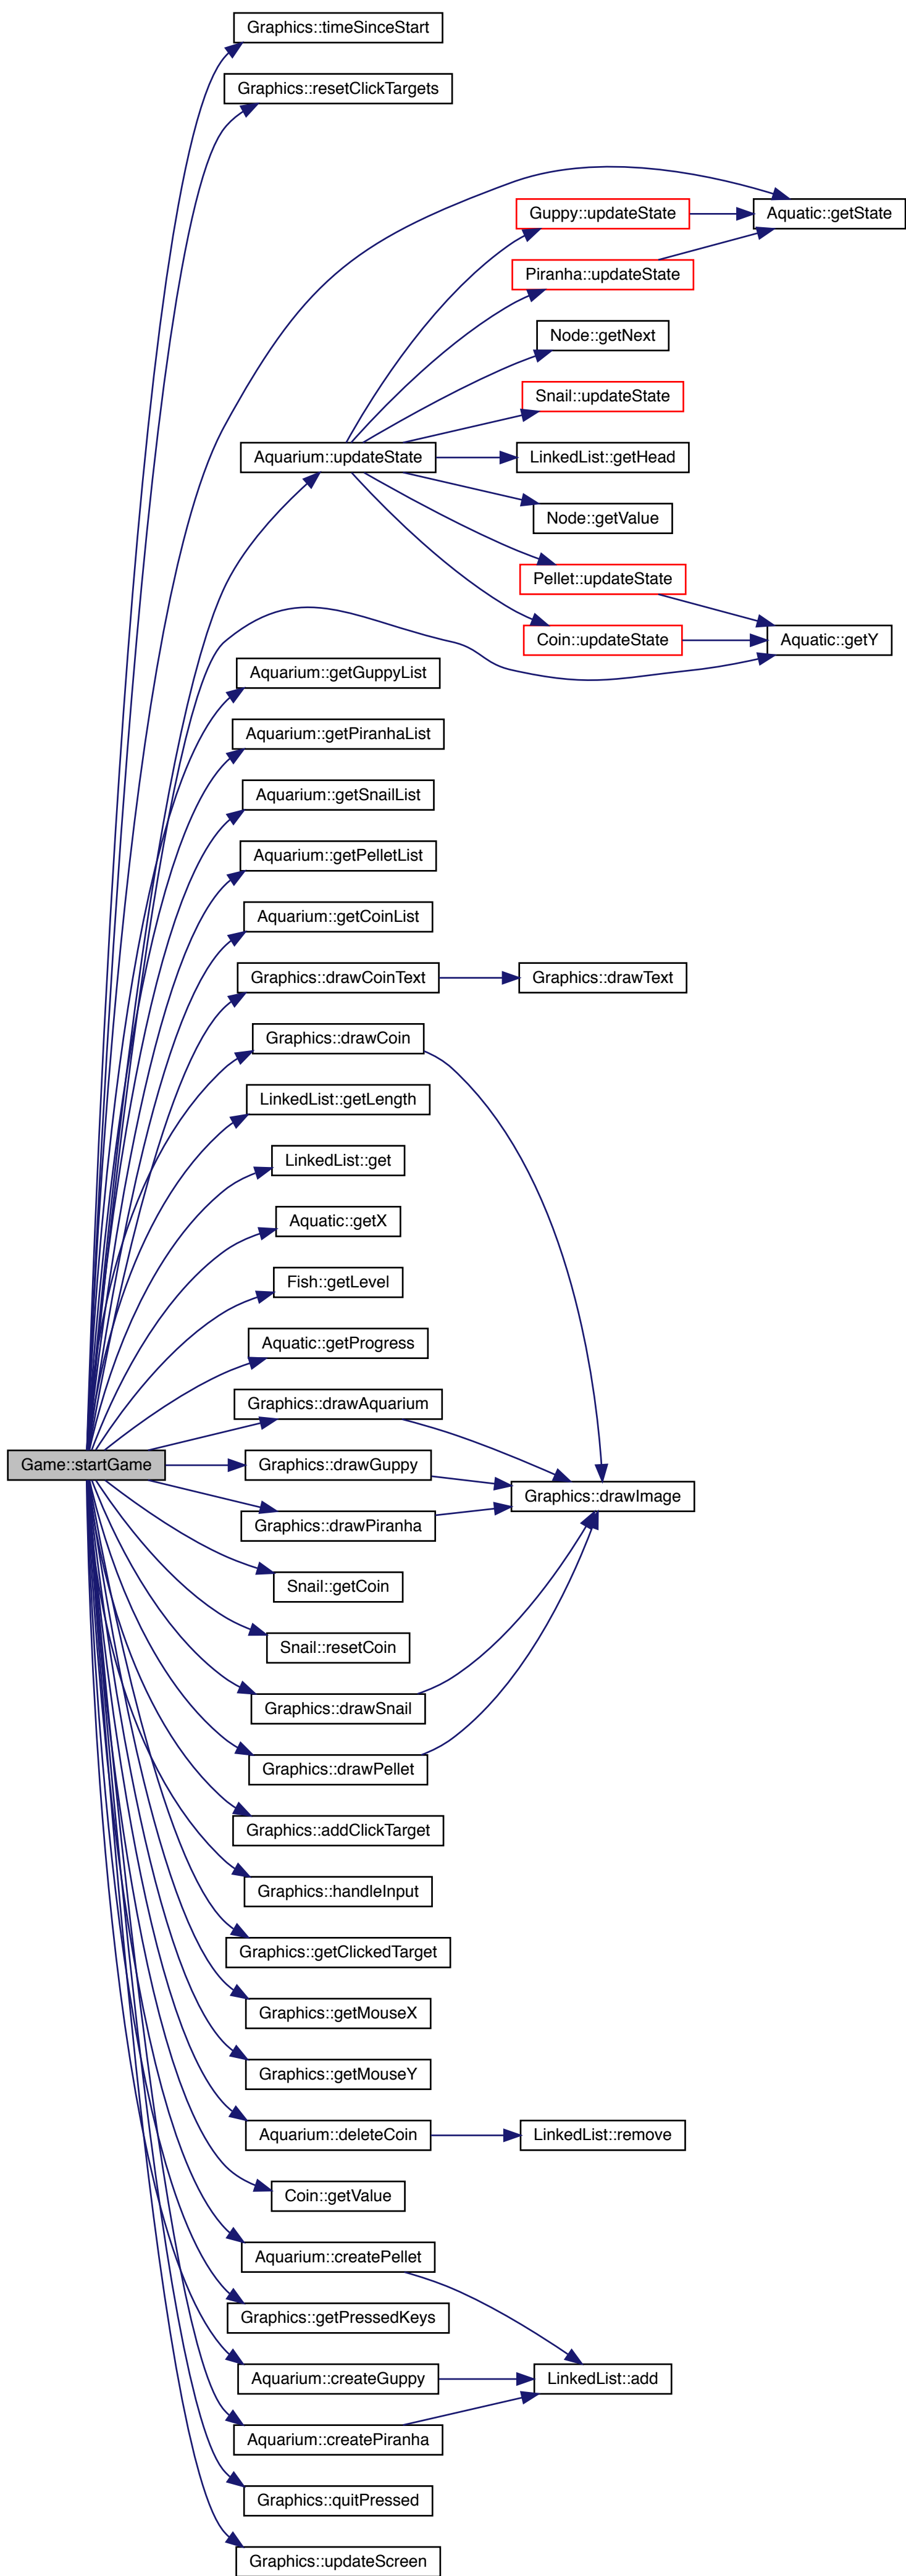 Graphics::timeSinceStart
Graphics::resetClickTargets
Guppy::updateState
Aquatic::getState
Piranha::updateState
Node::getNext
Snail::updateState
Aquarium::updateState
LinkedList::getHead
Node::getValue
Pellet::updateState
Coin::updateState
Aquatic::getY
Aquarium::getGuppyList
Aquarium::getPiranhaList
Aquarium::getSnailList
Aquarium::getPelletList
Aquarium::getCoinList
Graphics::drawCoinText
Graphics::drawText
Graphics::drawCoin
LinkedList::getLength
LinkedList::get
Aquatic::getX
Fish::getLevel
Aquatic::getProgress
Graphics::drawAquarium
Game::startGame
Graphics::drawGuppy
Graphics::drawImage
Graphics::drawPiranha
Snail::getCoin
Snail::resetCoin
Graphics::drawSnail
Graphics::drawPellet
Graphics::addClickTarget
Graphics::handleInput
Graphics::getClickedTarget
Graphics::getMouseX
Graphics::getMouseY
Aquarium::deleteCoin
LinkedList::remove
Coin::getValue
Aquarium::createPellet
Graphics::getPressedKeys
Aquarium::createGuppy
LinkedList::add
Aquarium::createPiranha
Graphics::quitPressed
Graphics::updateScreen